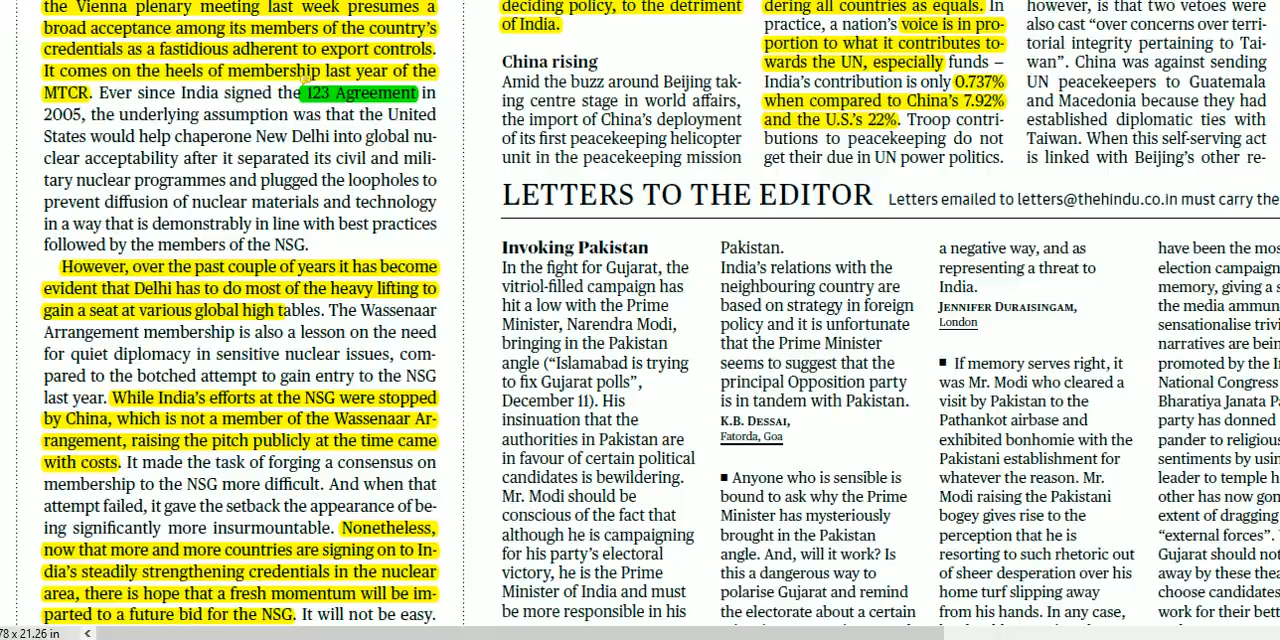 the Vienna plenary meeting last week presumes a
broad acceptance among its members of the country's
credentials as a fastidious adherent to export controls.
It comes on the heels of membership last year of the
MTCR. Ever since India signed the 123 Agreement in
2005, the underlying assumption was that the United
States would help chaperone New Delhi into global nu-
clear acceptability after it separated its civil and mili-
tary nuclear programmes and plugged the loopholes to
prevent diffusion of nuclear materials and technology
in a way that is demonstrably in line with best practices
followed by the members of the NSG.
However, over the past couple of years it has become
evident that Delhi has to do most of the heavy lifting to
gain a seat at various global high tables. The Wassenaar
Arrangement membership is also a lesson on the need
for quiet diplomacy in sensitive nuclear issues, com-
pared to the botched attempt to gain entry to the NSG
last year. While India's efforts at the NSG were stopped
by China, which is not a member of the Wassenaar Ar-
rangement, raising the pitch publicly at the time came
with costs. It made the task of forging a consensus on
membership to the NSG more difficult. And when that
attempt failed, it gave the setback the appearance of be-
ing significantly more insurmountable. Nonetheless,
now that more and more countries are signing on to In-
dia's steadily strengthening credentials in the nuclear
area, there is hope that a fresh momentum will be im-
parted to a future bid for the NSG. It will not be easy.
deciding policy, to the detriment
of India.
China rising
Amid the buzz around Beijing tak-
ing centre stage in world affairs,
the import of China's deployment
of its first peacekeeping helicopter
unit in the peacekeeping mission
dering all countries as equals. In
practice, a nation's voice is in pro-
portion to what it contributes to-
wards the UN, especially funds –
India's contribution is only 0.737%
when compared to China's 7.92%
and the U.S.'s 22%. Troop contri-
butions to peacekeeping do not
get their due in UN power politics.
however, is that two vetoes were
also cast “over concerns over terri-
torial integrity pertaining to Tai-
wan”. China was against sending
UN peacekeepers to Guatemala
and Macedonia because they had
established diplomatic ties with
Taiwan. When this self-serving act
is linked with Beijing's other re-
LETTERS TO THE EDITOR Letters emailed to letters@thehindu.co.in must carry the
Invoking Pakistan
In the fight for Gujarat, the
vitriol-filled campaign has
hit a low with the Prime
Minister, Narendra Modi,
bringing in the Pakistan
angle (“Islamabad is trying
to fix Gujarat polls”,
December 11). His
insinuation that the
authorities in Pakistan are
in favour of certain political
candidates is bewildering.
Mr. Modi should be
conscious of the fact that
although he is campaigning
for his party's electoral
victory, he is the Prime
Minister of India and must
be more responsible in his
Pakistan.
India's relations with the
neighbouring country are
based on strategy in foreign
policy and it is unfortunate
that the Prime Minister
seems to suggest that the
principal Opposition party
is in tandem with Pakistan.
K.B. DESSAI,
Fatorda, Goa
■ Anyone who is sensible is
bound to ask why the Prime
Minister has mysteriously
brought in the Pakistan
angle. And, will it work? Is
this a dangerous way to
polarise Gujarat and remind
the electorate about a certain
a negative way, and as
representing a threat to
India.
JENNIFER DURAISINGAM,
London
■ If memory serves right, it
was Mr. Modi who cleared a
visit by Pakistan to the
Pathankot airbase and
exhibited bonhomie with the
Pakistani establishment for
whatever the reason. Mr.
Modi raising the Pakistani
bogey gives rise to the
perception that he is
resorting to such rhetoric out
of sheer desperation over his
home turf slipping away
from his hands. In any case,
have been the mos
election campaign
memory, giving a s
the media ammun
sensationalise trivi
narratives are bein
promoted by the In
National Congress
Bharatiya Janata Pa
party has donned
pander to religious
sentiments by usin
leader to temple h
other has now gon
extent of dragging
“external forces”.
Gujarat should not
away by these thea
choose candidates
work for their bett
78 x 21.26 in